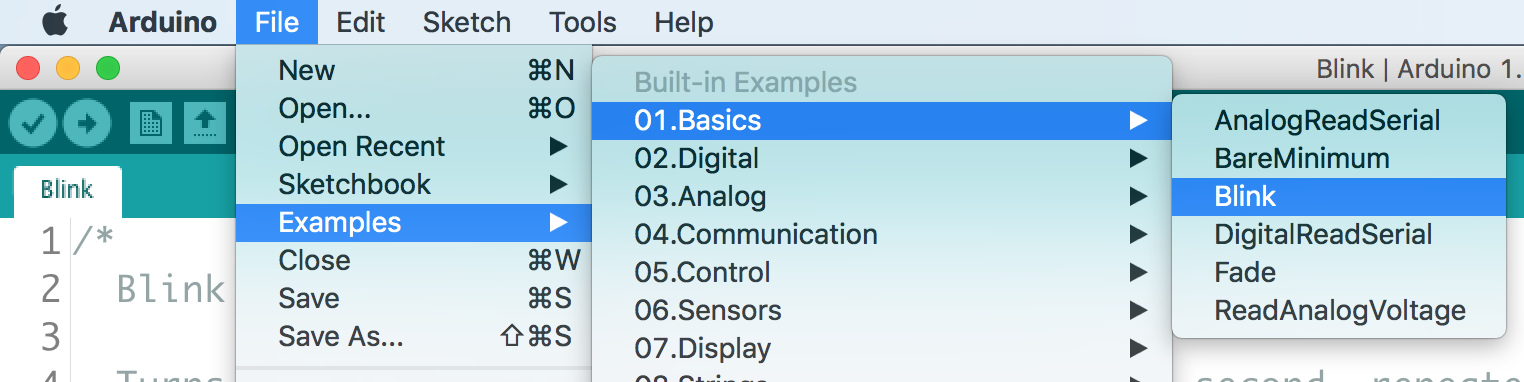 Arduino File Edit Sketch Tools Help
Blink | Arduino 1.
New ⌘N
Open... ⌘O
Open Recent ▶
Sketchbook ▶
Examples ▶
Close ⌘W
Save ⌘S
Save As... ⇧⌘S
Built-in Examples
01.Basics ▶
02.Digital ▶
03.Analog ▶
04.Communication ▶
05.Control ▶
06.Sensors ▶
07.Display ▶
08.Strings ▶
AnalogReadSerial
BareMinimum
Blink
DigitalReadSerial
Fade
ReadAnalogVoltage
Blink
1 /*
2 Blink
3
4 Turns second, repeate